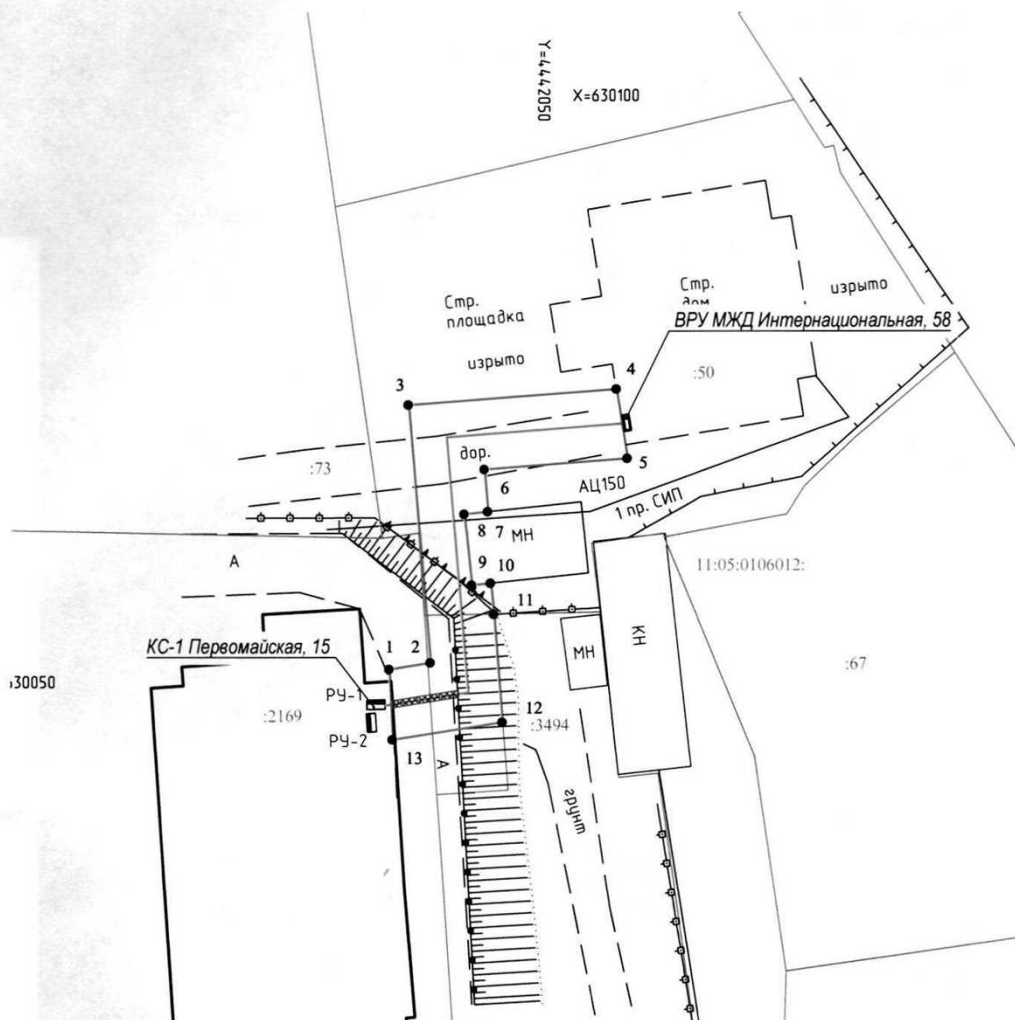 Y=4442050
X=630100
Стр.
площадка
изрыто
Стр.
дом
изрыто
ВРУ МЖД Интернациональная, 58
:50
3
4
дор.
:73
5
6
АЦ150
1 пр. СИП
8
7
МН
А
9
10
11:05:0106012:
11
КН
КС-1 Первомайская, 15
1
2
МН
:67
30050
РУ-1
:2169
12
РУ-2
:3494
13
А
грунт